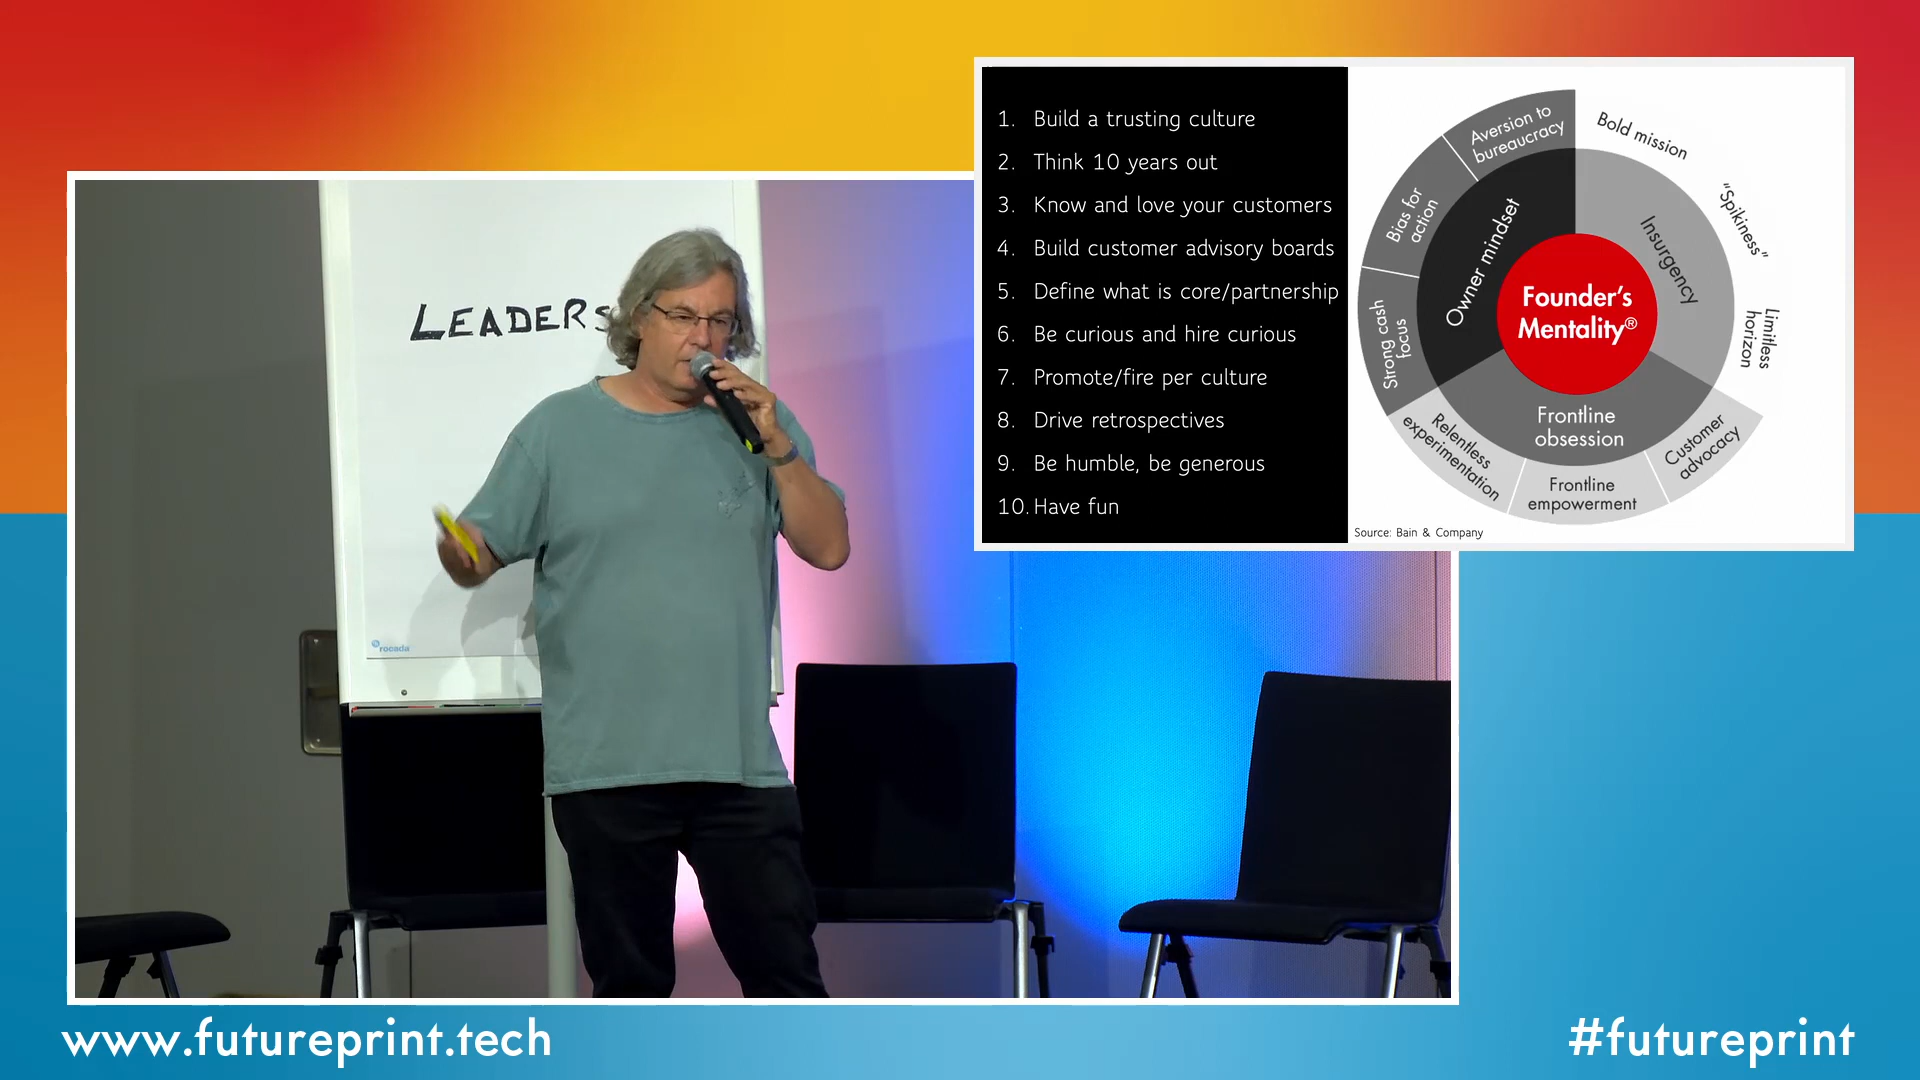 1. Build a trusting culture
2. Think 10 years out
3. Know and love your customers
4. Build customer advisory boards
5. Define what is core/partnership
6. Be curious and hire curious
7. Promote/fire per culture
8. Drive retrospectives
9. Be humble, be generous
10. Have fun
Aversion to
bureaucracy
Bias for
action
Strong cash
focus
Owner mindset
Bold mission
"Spikiness"
Limitless
horizon
Insurgency
Founder's
Mentality®
Frontline
obsession
Relentless
experimentation
Frontline
empowerment
Customer
advocacy
Source: Bain & Company
LEADERS
rocada
www.futureprint.tech
#futureprint